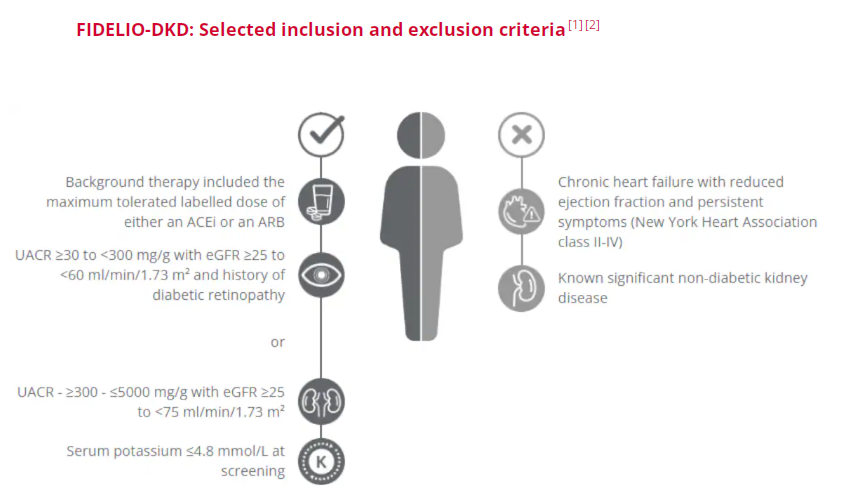 FIDELIO-DKD: Selected inclusion and exclusion criteria [1] [2]
Background therapy included the
maximum tolerated labelled dose of
either an ACEi or an ARB
UACR ≥30 to <300 mg/g with eGFR ≥25 to
<60 ml/min/1.73 m² and history of
diabetic retinopathy
or
UACR - ≥300 - ≤5000 mg/g with eGFR ≥25
to <75 ml/min/1.73 m²
Serum potassium ≤4.8 mmol/L at
screening
K
Chronic heart failure with reduced
ejection fraction and persistent
symptoms (New York Heart Association
class II-IV)
Known significant non-diabetic kidney
disease